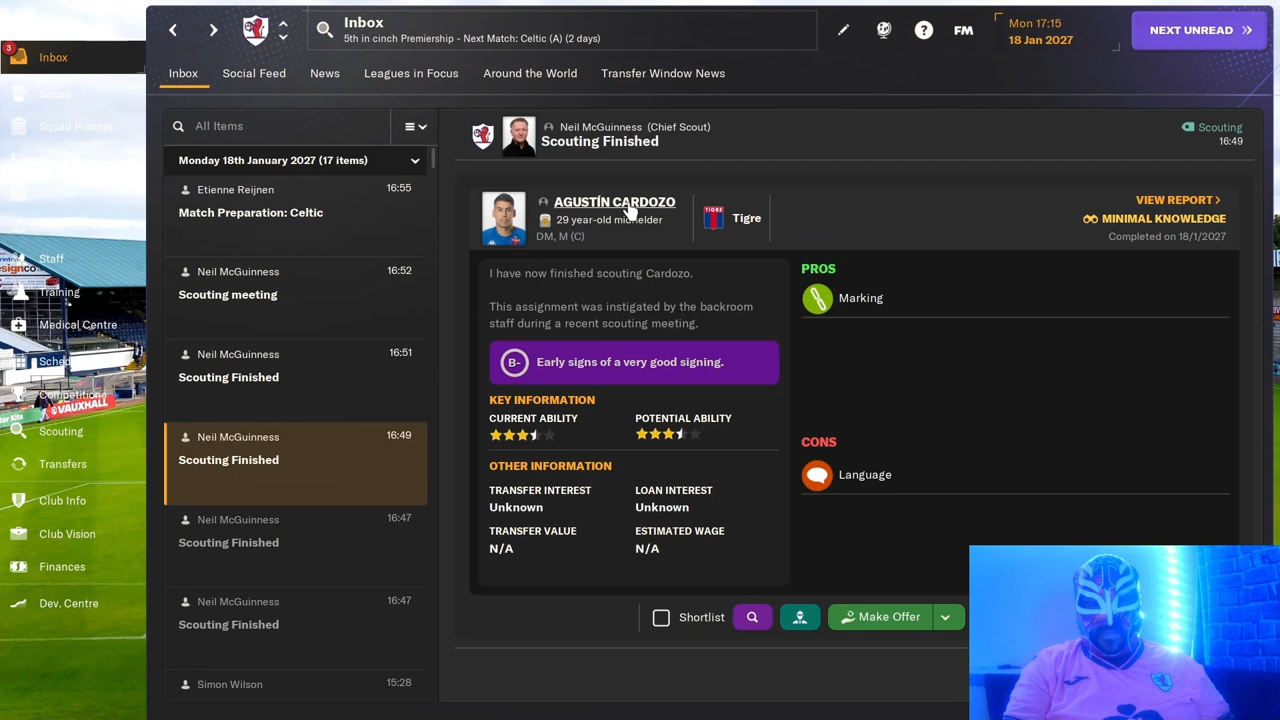 Inbox
5th in cinch Premiership - Next Match: Celtic (A) (2 days)
FM
Mon 17:15
18 Jan 2027
NEXT UNREAD
3
Inbox
Squad
Squad Planner
Staff
Training
Medical Centre
Sched
Competitions
Scouting
Transfers
Club Info
Club Vision
Finances
Dev. Centre
VAUXHALL
Inbox
Social Feed
News
Leagues in Focus
Around the World
Transfer Window News
All Items
Monday 18th January 2027 (17 items)
Etienne Reijnen
16:55
Match Preparation: Celtic
Neil McGuinness
16:52
Scouting meeting
Neil McGuinness
16:51
Scouting Finished
Neil McGuinness
16:49
Scouting Finished
Neil McGuinness
16:47
Scouting Finished
Neil McGuinness
16:47
Scouting Finished
Simon Wilson
15:28
Neil McGuinness (Chief Scout)
Scouting Finished
Scouting
16:49
AGUSTÍN CARDOZO
29 year-old midfielder
DM, M (C)
TIGRE
Tigre
VIEW REPORT >
MINIMAL KNOWLEDGE
Completed on 18/1/2027
I have now finished scouting Cardozo.
This assignment was instigated by the backroom
staff during a recent scouting meeting.
B-
Early signs of a very good signing.
KEY INFORMATION
CURRENT ABILITY
POTENTIAL ABILITY
OTHER INFORMATION
TRANSFER INTEREST
LOAN INTEREST
Unknown
Unknown
TRANSFER VALUE
ESTIMATED WAGE
N/A
N/A
PROS
Marking
CONS
Language
Shortlist
Make Offer